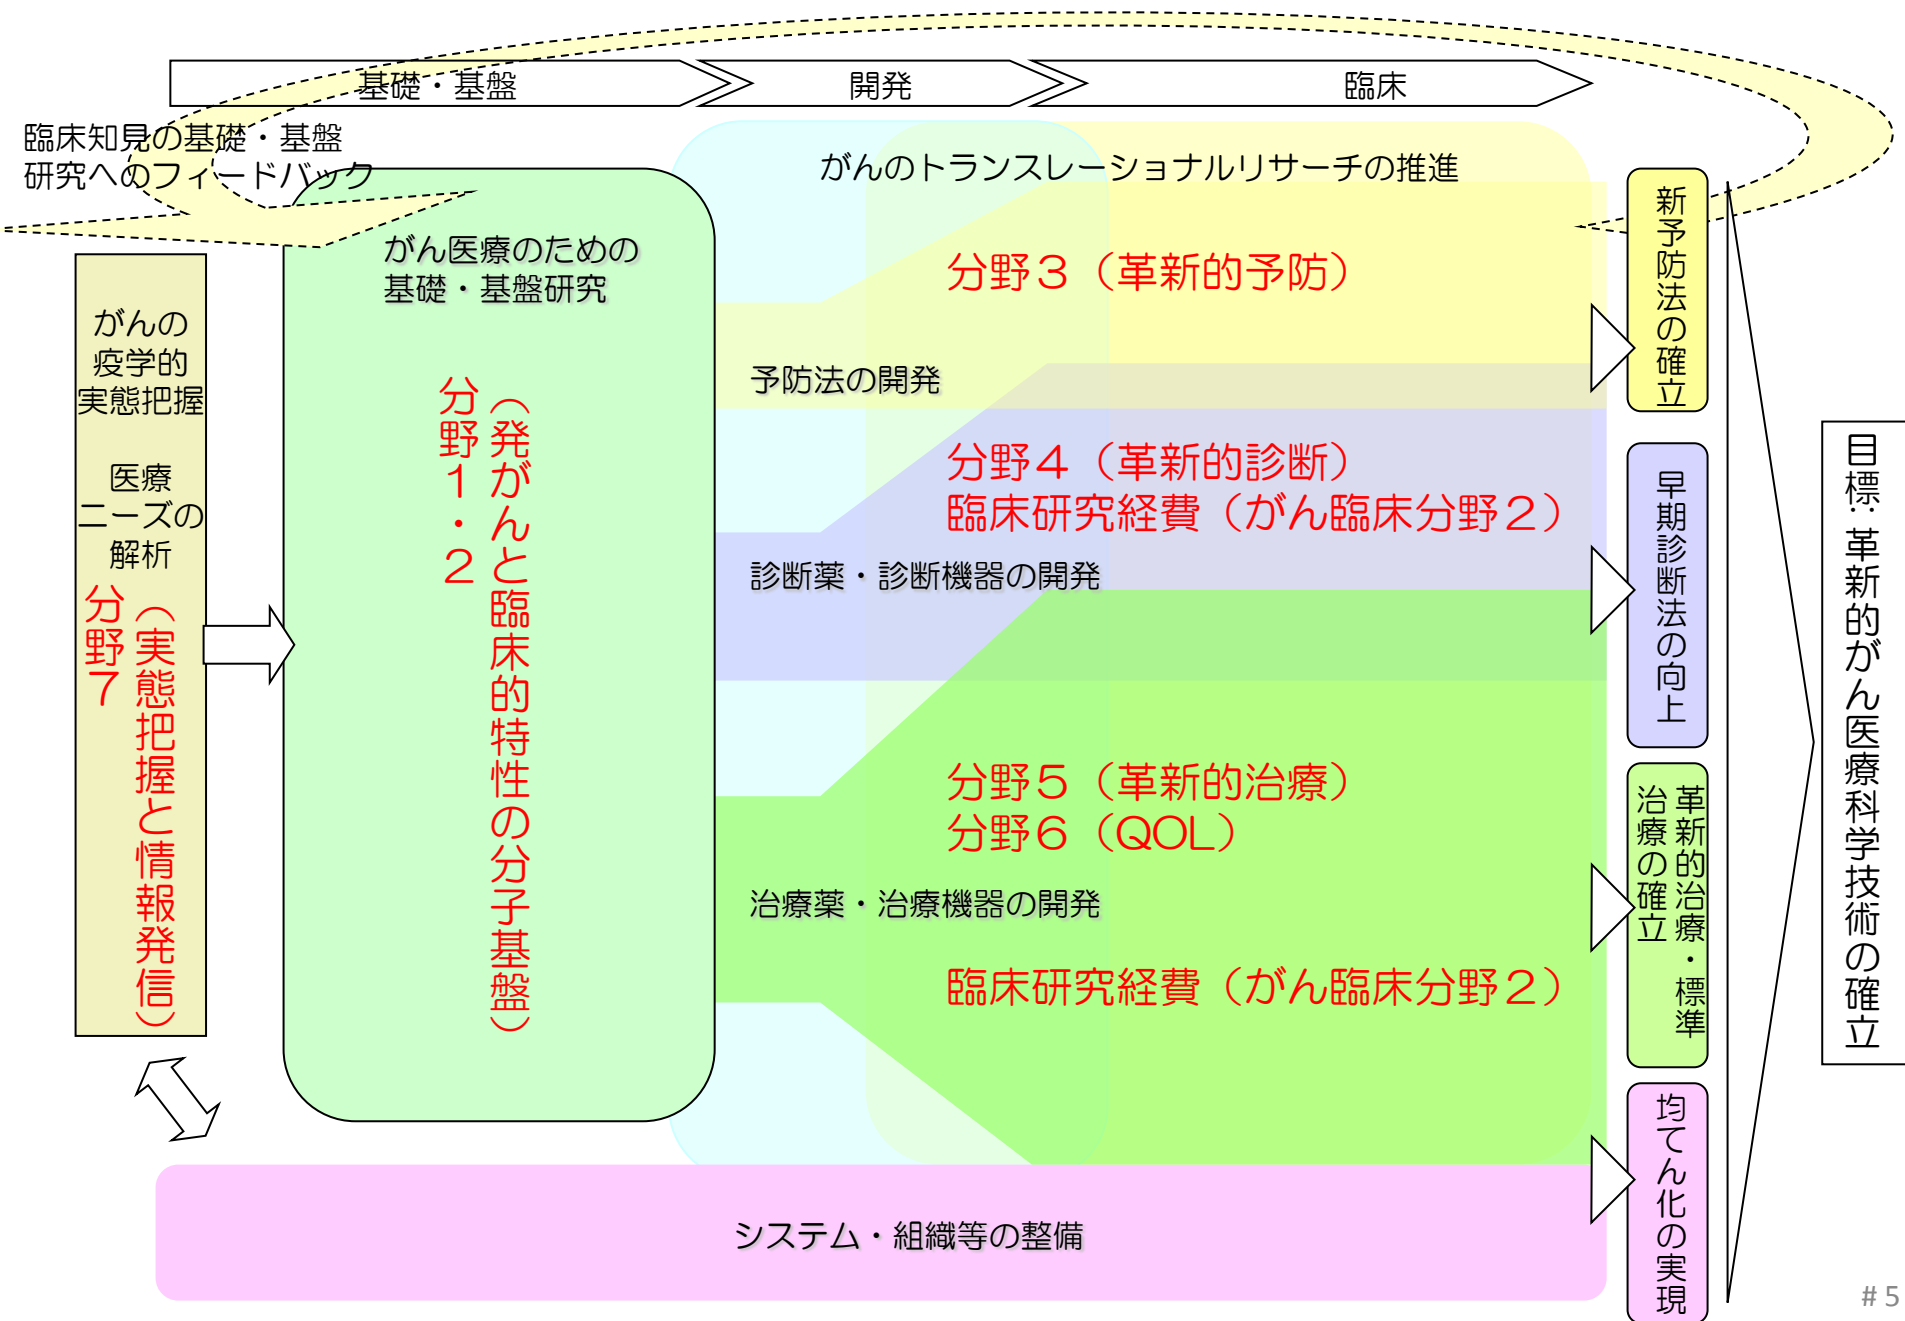 基礎・基盤
開発
臨床
臨床知見の基礎・基盤
研究へのフィードバック
がんのトランスレーショナルリサーチの推進
がんの
疫学的
実態把握
医療
ニーズの
解析
分野７
（実態把握と情報発信）
がん医療のための
基礎・基盤研究
分野１・２
（発がんと臨床的特性の分子基盤）
分野３（革新的予防）
予防法の開発
分野４（革新的診断）
臨床研究経費（がん臨床分野２）
診断薬・診断機器の開発
分野５（革新的治療）
分野６（QOL）
治療薬・治療機器の開発
臨床研究経費（がん臨床分野２）
システム・組織等の整備
新予防法の確立
早期診断法の向上
革新的治療・標準
治療の確立
均てん化の実現
目標：革新的がん医療科学技術の確立
# 5